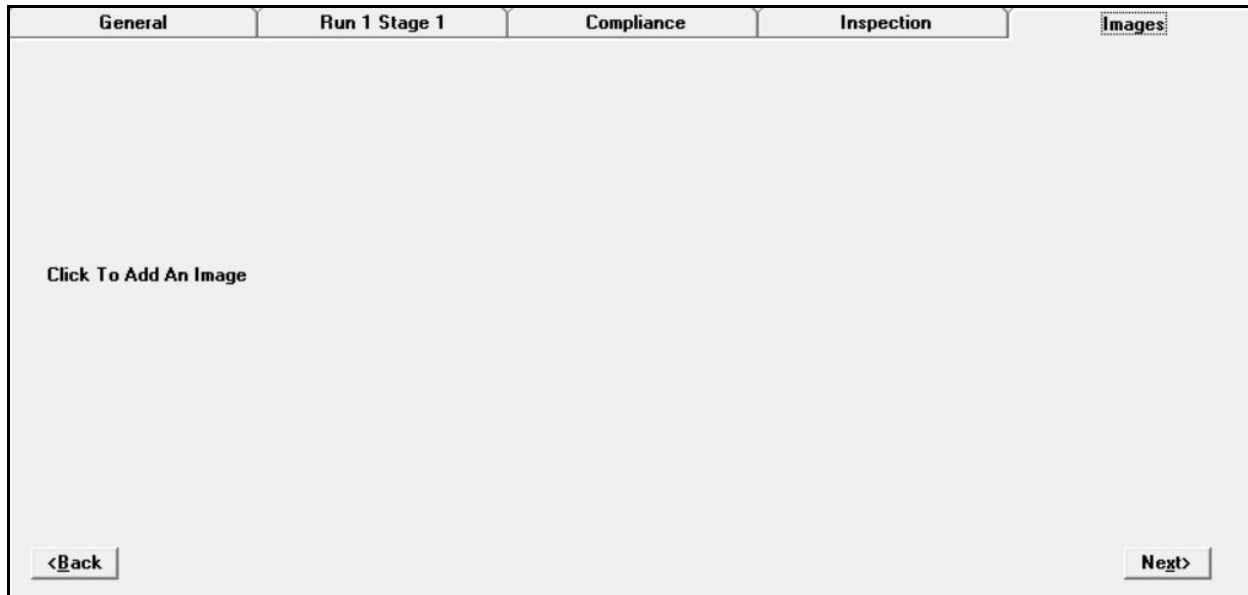 General Run 1 Stage 1 Compliance Inspection Images
Click To Add An Image
<Back Next>